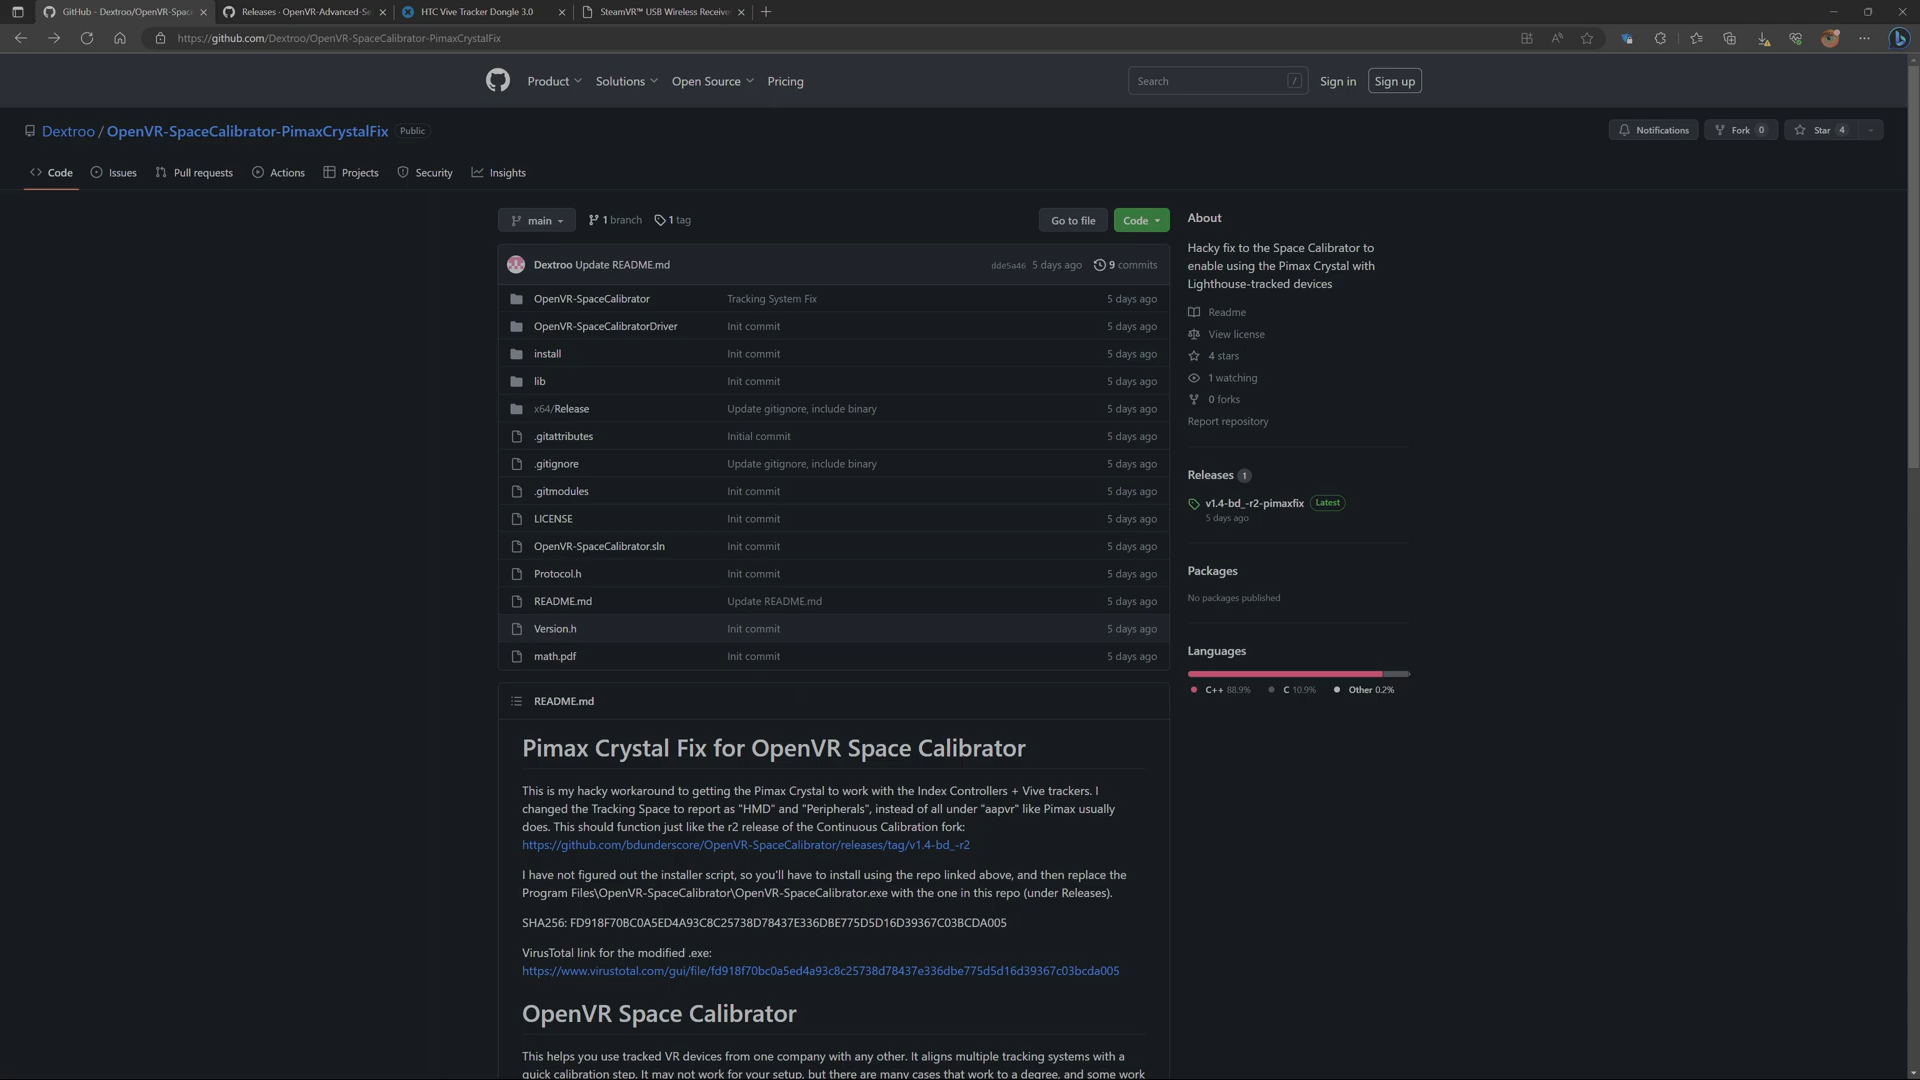 GitHub - Dextroo/OpenVR-Spac
Releases · OpenVR-Advanced-Se
HTC Vive Tracker Dongle 3.0
SteamVR™ USB Wireless Receive
https://github.com/Dextroo/OpenVR-SpaceCalibrator-PimaxCrystalFix
Product
Solutions
Open Source
Pricing
Search
/
Sign in
Sign up
Dextroo / OpenVR-SpaceCalibrator-PimaxCrystalFix Public
Notifications
Fork 0
Star 4
Code
Issues
Pull requests
Actions
Projects
Security
Insights
main
1 branch
1 tag
Go to file
Code
Dextroo Update README.md dde5a46 5 days ago 9 commits
OpenVR-SpaceCalibrator Tracking System Fix 5 days ago
OpenVR-SpaceCalibratorDriver Init commit 5 days ago
install Init commit 5 days ago
lib Init commit 5 days ago
x64/Release Update gitignore, include binary 5 days ago
.gitattributes Initial commit 5 days ago
.gitignore Update gitignore, include binary 5 days ago
.gitmodules Init commit 5 days ago
LICENSE Init commit 5 days ago
OpenVR-SpaceCalibrator.sln Init commit 5 days ago
Protocol.h Init commit 5 days ago
README.md Update README.md 5 days ago
Version.h Init commit 5 days ago
math.pdf Init commit 5 days ago
README.md
Pimax Crystal Fix for OpenVR Space Calibrator
This is my hacky workaround to getting the Pimax Crystal to work with the Index Controllers + Vive trackers. I
changed the Tracking Space to report as "HMD" and "Peripherals", instead of all under "aapvr" like Pimax usually
does. This should function just like the r2 release of the Continuous Calibration fork:
https://github.com/bdunderscore/OpenVR-SpaceCalibrator/releases/tag/v1.4-bd_-r2
I have not figured out the installer script, so you'll have to install using the repo linked above, and then replace the
Program Files\OpenVR-SpaceCalibrator\OpenVR-SpaceCalibrator.exe with the one in this repo (under Releases).
SHA256: FD918F70BC0A5ED4A93C8C25738D78437E336DBE775D5D16D39367C03BCDA005
VirusTotal link for the modified .exe:
https://www.virustotal.com/gui/file/fd918f70bc0a5ed4a93c8c25738d78437e336dbe775d5d16d39367c03bcda005
OpenVR Space Calibrator
This helps you use tracked VR devices from one company with any other. It aligns multiple tracking systems with a
quick calibration step. It may not work for your setup, but there are many cases that work to a degree, and some work
About
Hacky fix to the Space Calibrator to
enable using the Pimax Crystal with
Lighthouse-tracked devices
Readme
View license
4 stars
1 watching
0 forks
Report repository
Releases 1
v1.4-bd_-r2-pimaxfix Latest
5 days ago
Packages
No packages published
Languages
C++ 88.9% C 10.9% Other 0.2%